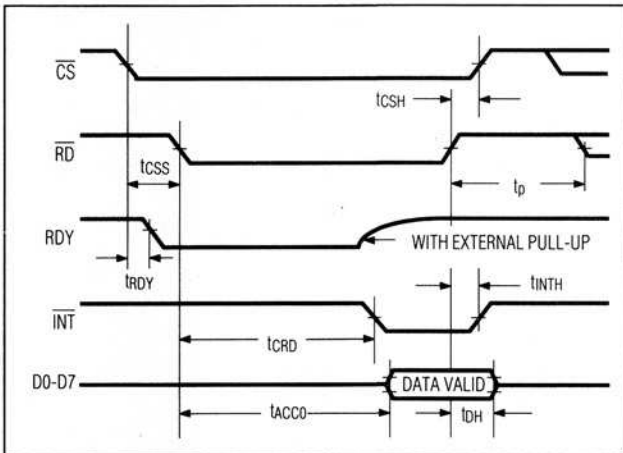 CS
tCSH
RD
tCSS
tp
RDY
WITH EXTERNAL PULL-UP
tRDY
tINTH
INT
tCRD
D0-D7
DATA VALID
tACC0
tDH